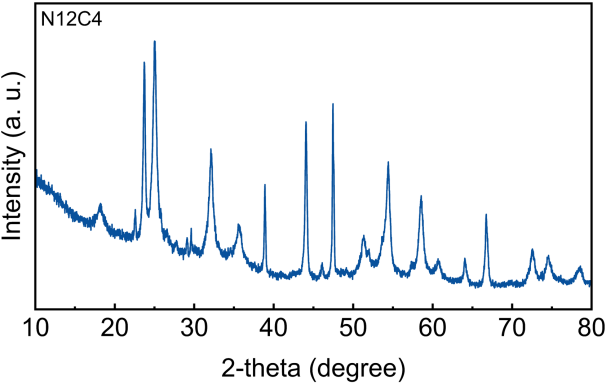 N12C4
Intensity (a. u.)
10 20 30 40 50 60 70 80
2-theta (degree)